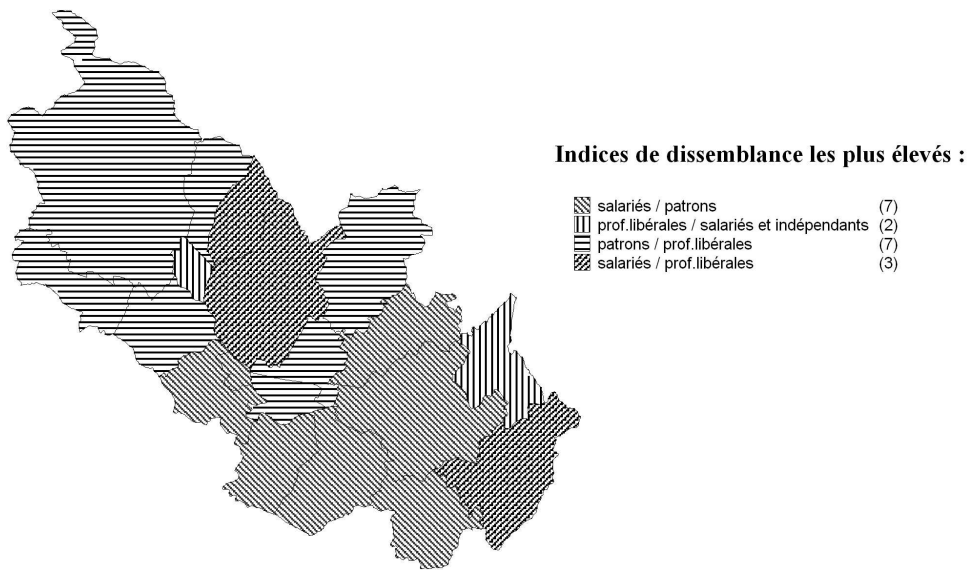 Indices de dissemblance les plus élevés :
salariés / patrons (7)
prof.libérales / salariés et indépendants (2)
patrons / prof.libérales (7)
salariés / prof.libérales (3)